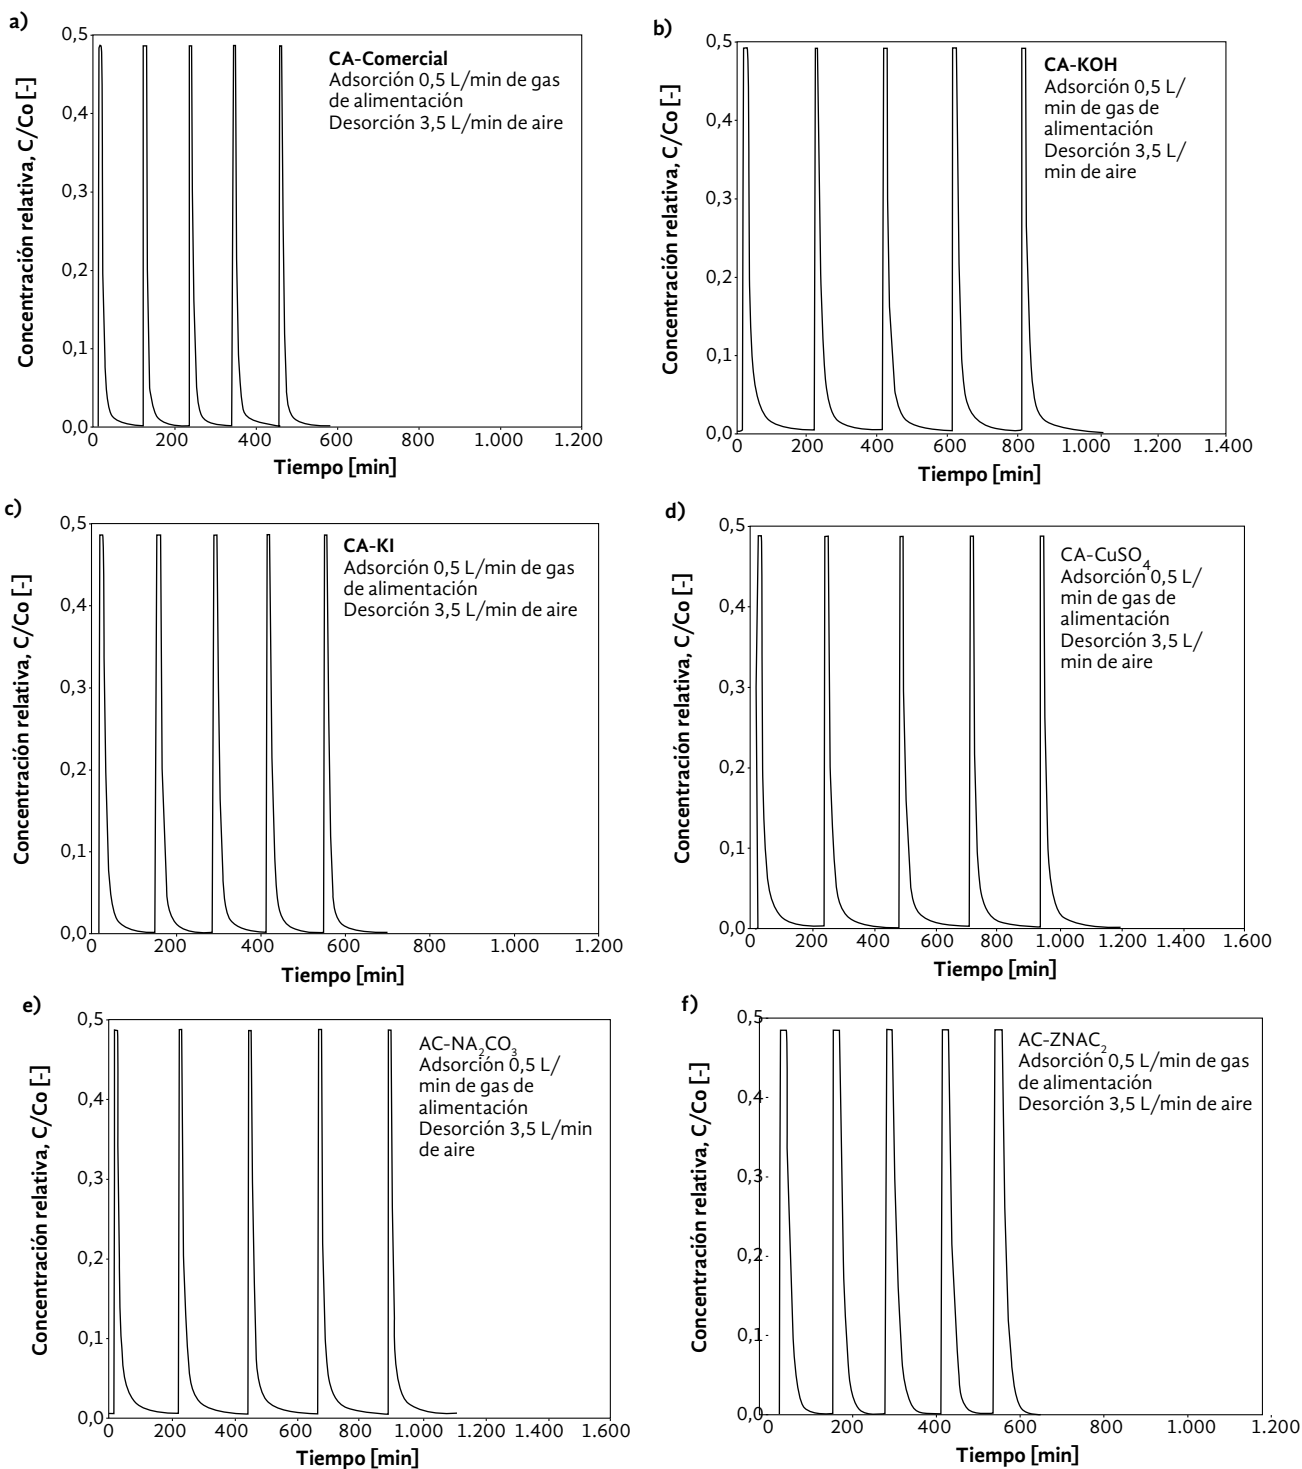 a)
0,5
0,4
0,3
0,2
0,1
0,0
Concentración relativa, C/Co [-]
CA-Comercial
Adsorción 0,5 L/min de gas
de alimentación
Desorción 3,5 L/min de aire
0 200 400 600 800 1.000 1.200
Tiempo [min]
b)
0,5
0,4
0,3
0,2
0,1
0,0
Concentración relativa, C/Co [-]
CA-KOH
Adsorción 0,5 L/
min de gas de
alimentación
Desorción 3,5 L/
min de aire
0 200 400 600 800 1.000 1.200 1.400
Tiempo [min]
c)
0,5
0,4
0,3
0,2
0,1
0,0
Concentración relativa, C/Co [-]
CA-KI
Adsorción 0,5 L/min de gas
de alimentación
Desorción 3,5 L/min de aire
0 200 400 600 800 1.000 1.200
Tiempo [min]
d)
0,5
0,4
0,3
0,2
0,1
0,0
Concentración relativa, C/Co [-]
CA-CuSO₄
Adsorción 0,5 L/
min de gas de
alimentación
Desorción 3,5 L/
min de aire
0 200 400 600 800 1.000 1.200 1.400 1.600
Tiempo [min]
e)
0,5
0,4
0,3
0,2
0,1
0,0
Concentración relativa, C/Co [-]
AC-NA₂CO₃
Adsorción 0,5 L/
min de gas de
alimentación
Desorción 3,5 L/min
de aire
0 200 400 600 800 1.000 1.200 1.400 1.600
Tiempo [min]
f)
0,5
0,4
0,3
0,2
0,1
0,0
Concentración relativa, C/Co [-]
AC-ZNAC₂
Adsorción 0,5 L/min de gas
de alimentación
Desorción 3,5 L/min de aire
0 200 400 600 800 1.000 1.200
Tiempo [min]